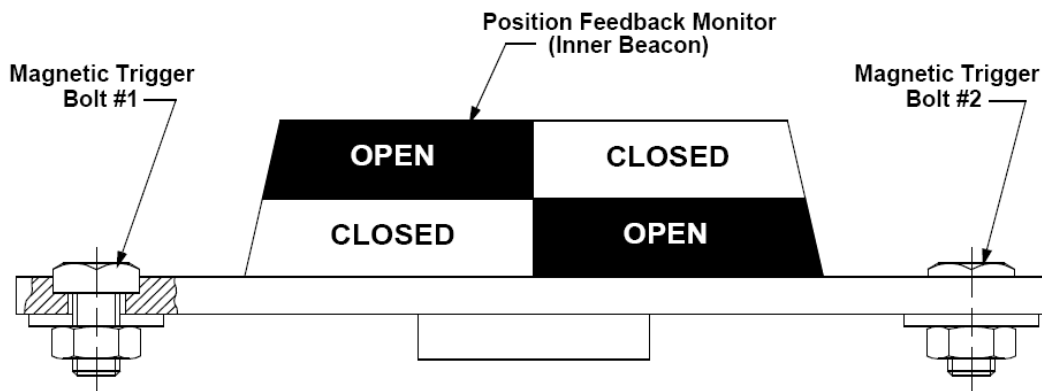 Position Feedback Monitor
(Inner Beacon)
Magnetic Trigger
Bolt #1
Magnetic Trigger
Bolt #2
OPEN
CLOSED
CLOSED
OPEN